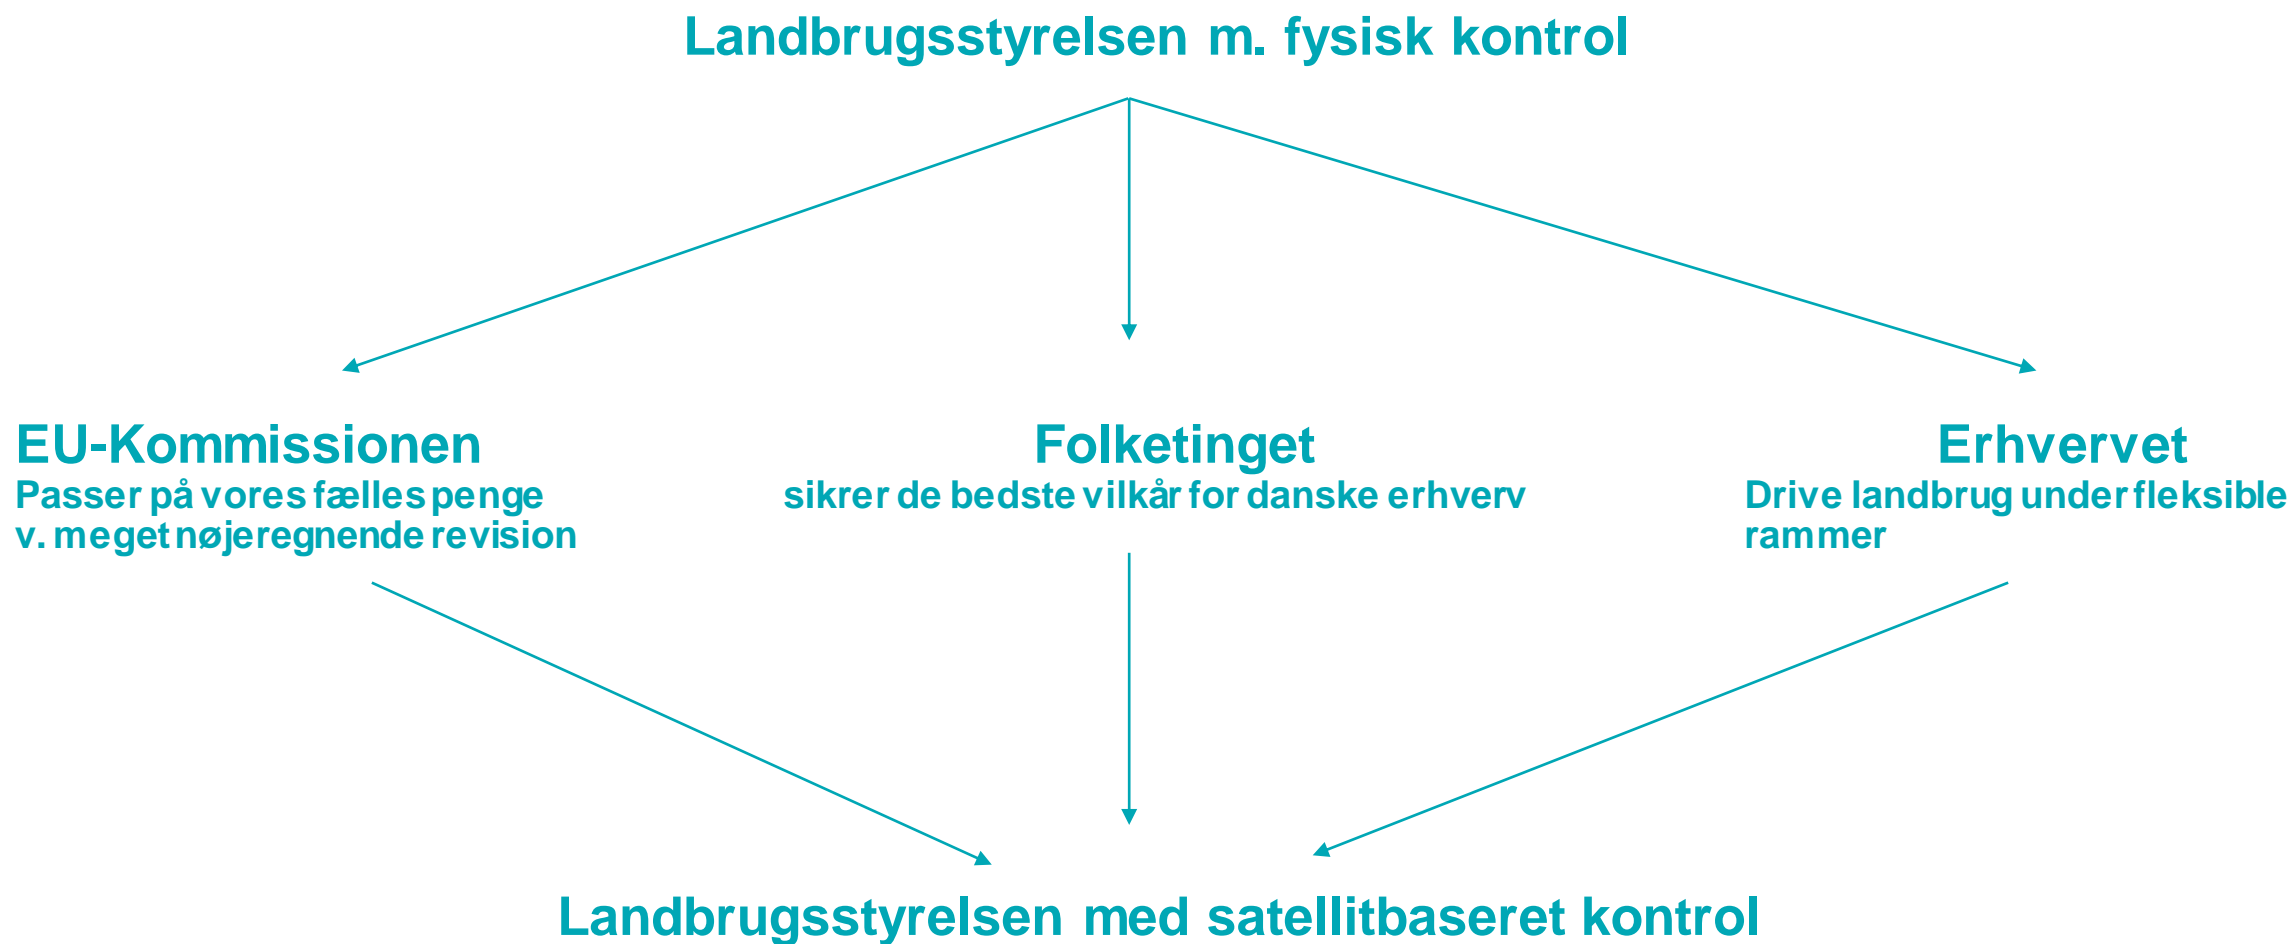 Landbrugsstyrelsen m. fysisk kontrol
EU-Kommissionen
Passer på vores fælles penge
v. meget nøjeregnende revision
Folketinget
sikrer de bedste vilkår for danske erhverv
Erhvervet
Drive landbrug under fleksible
rammer
Landbrugsstyrelsen med satellitbaseret kontrol